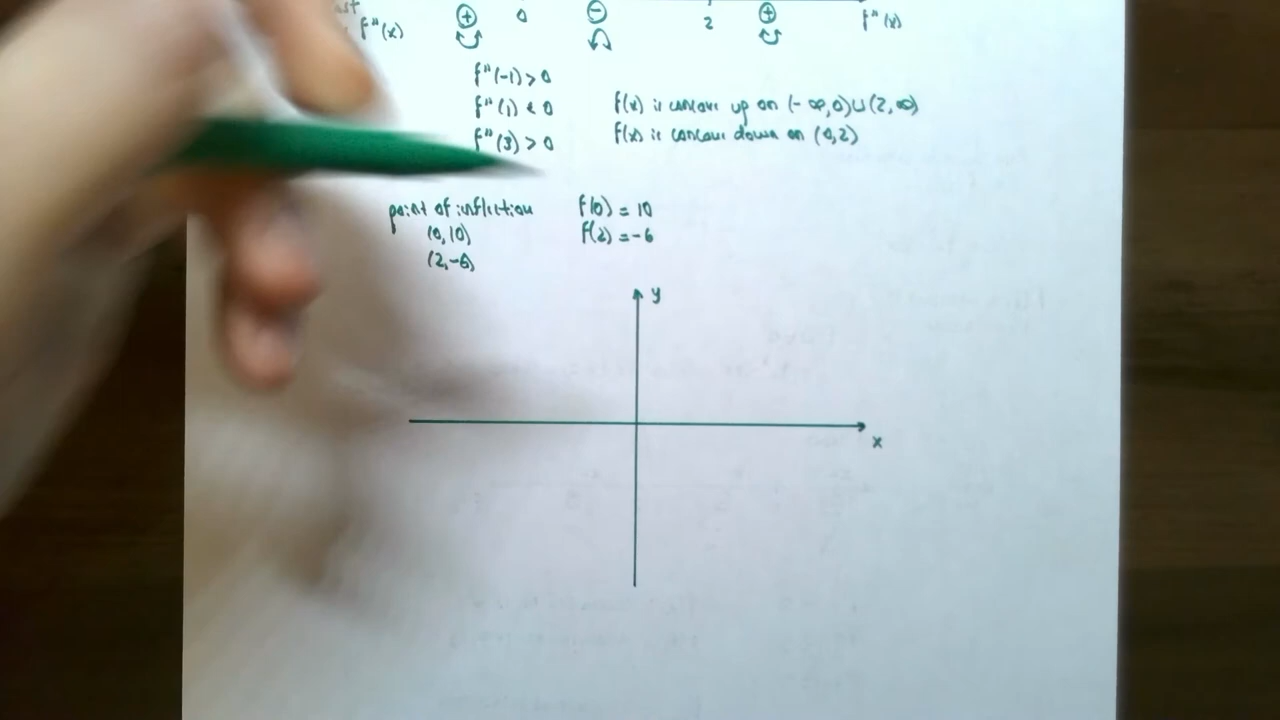 ⊕ 0 ⊖ 2 ⊕ f"(x)
f"(x)
f"(-1) > 0
f"(1) < 0 f(x) is concave up on (-∞,0)∪(2,∞)
f"(3) > 0 f(x) is concave down on (0,2)
point of inflection f(0) = 10
(0,10) f(2) = -6
(2,-6)
y
x